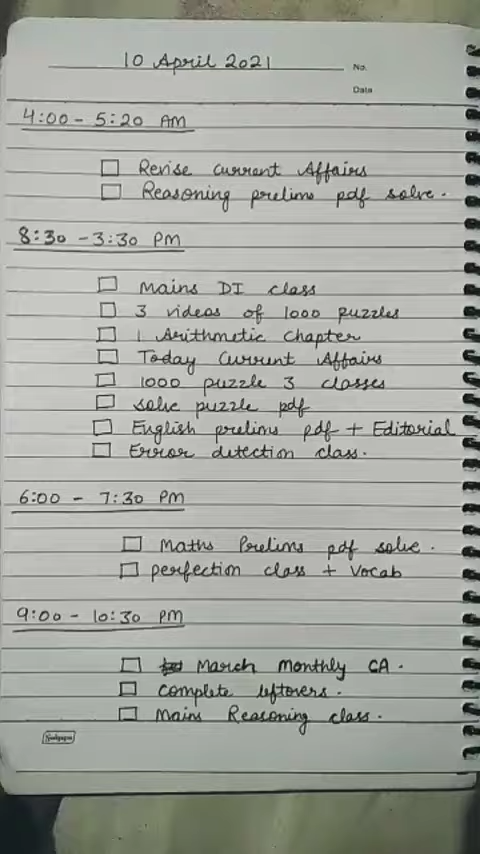 10 April 2021
No.
Date
4:00 - 5:20 AM
Revise current Affairs
Reasoning prelims pdf solve.
8:30 - 3:30 PM
Mains DI class
3 videos of 1000 puzzles
1 Arithmetic chapter
Today Current Affairs
1000 puzzle 3 classes
solve puzzle pdf
English prelims pdf + Editorial
Error detection class.
6:00 - 7:30 PM
Maths Prelims pdf solve.
perfection class + Vocab
9:00 - 10:30 PM
March monthly CA.
complete leftovers.
Mains Reasoning class.